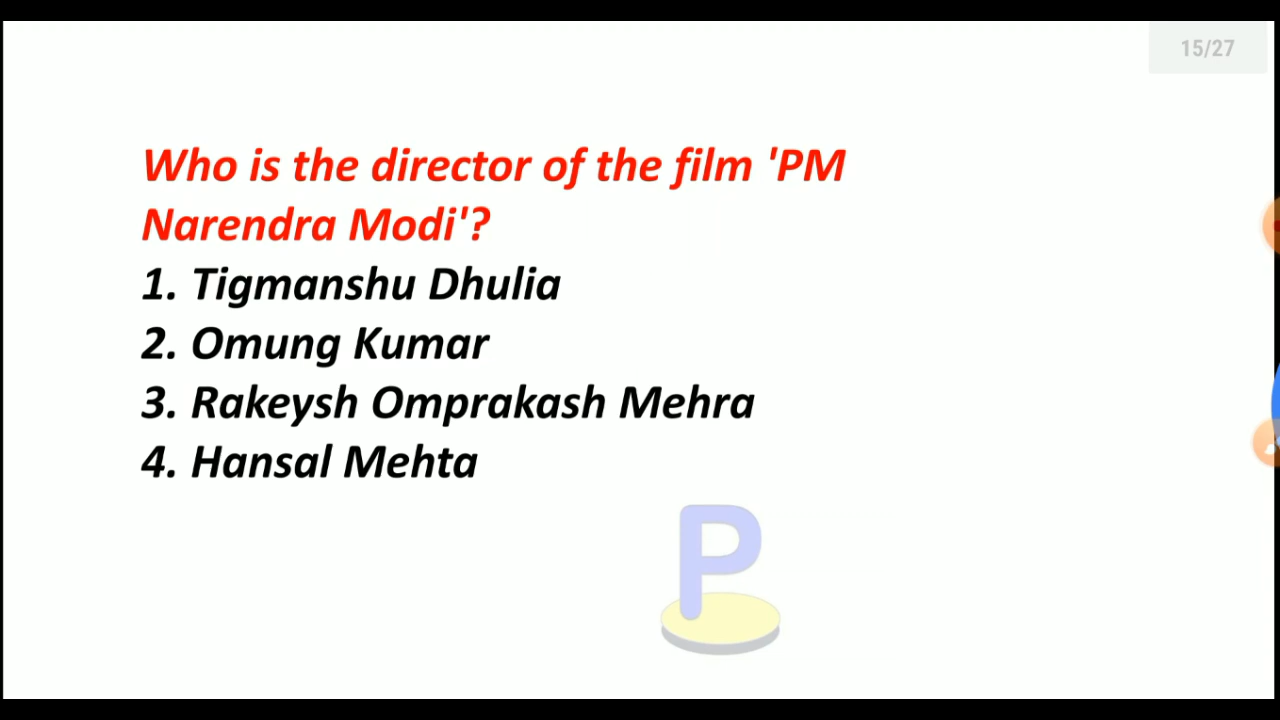 15/27
Who is the director of the film 'PM
Narendra Modi'?
1. Tigmanshu Dhulia
2. Omung Kumar
3. Rakeysh Omprakash Mehra
4. Hansal Mehta
P